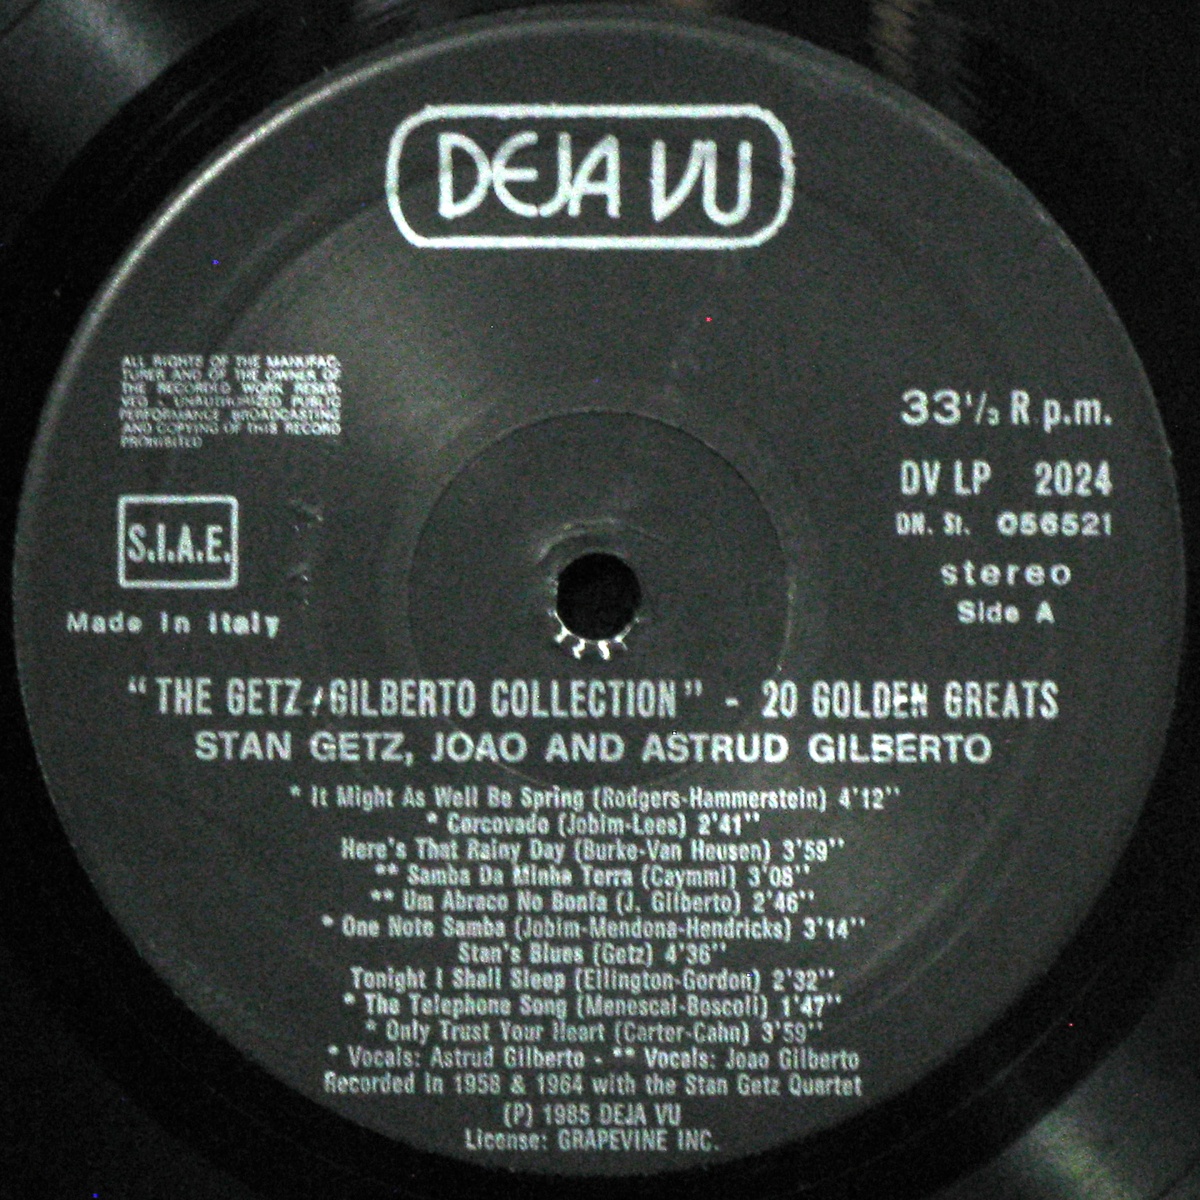 DEJA VU
ALL RIGHTS OF THE MANUFAC-
TURER AND OF THE OWNER OF
THE RECORDED WORK RESER-
VED - UNAUTHORIZED PUBLIC
PERFORMANCE BROADCASTING
AND COPYING OF THIS RECORD
PROHIBITED
S.I.A.E.
Made in Italy
33 1/3 R.p.m.
DV LP 2024
DN. St. 056521
stereo
Side A
"THE GETZ/GILBERTO COLLECTION" - 20 GOLDEN GREATS
STAN GETZ, JOAO AND ASTRUD GILBERTO
* It Might As Well Be Spring (Rodgers-Hammerstein) 4'12''
* Corcovado (Jobim-Lees) 2'41''
Here's That Rainy Day (Burke-Van Heusen) 3'59''
** Samba Da Minha Terra (Caymmi) 3'08''
** Um Abraco No Bonfa (J. Gilberto) 2'46''
* One Note Samba (Jobim-Mendona-Hendricks) 3'14''
Stan's Blues (Getz) 4'36''
Tonight I Shall Sleep (Ellington-Gordon) 2'32''
* The Telephone Song (Menescal-Boscoli) 1'47''
* Only Trust Your Heart (Carter-Cahn) 3'59''
* Vocals: Astrud Gilberto - ** Vocals: Joao Gilberto
Recorded in 1958 & 1964 with the Stan Getz Quartet
(P) 1985 DEJA VU
License: GRAPEVINE INC.